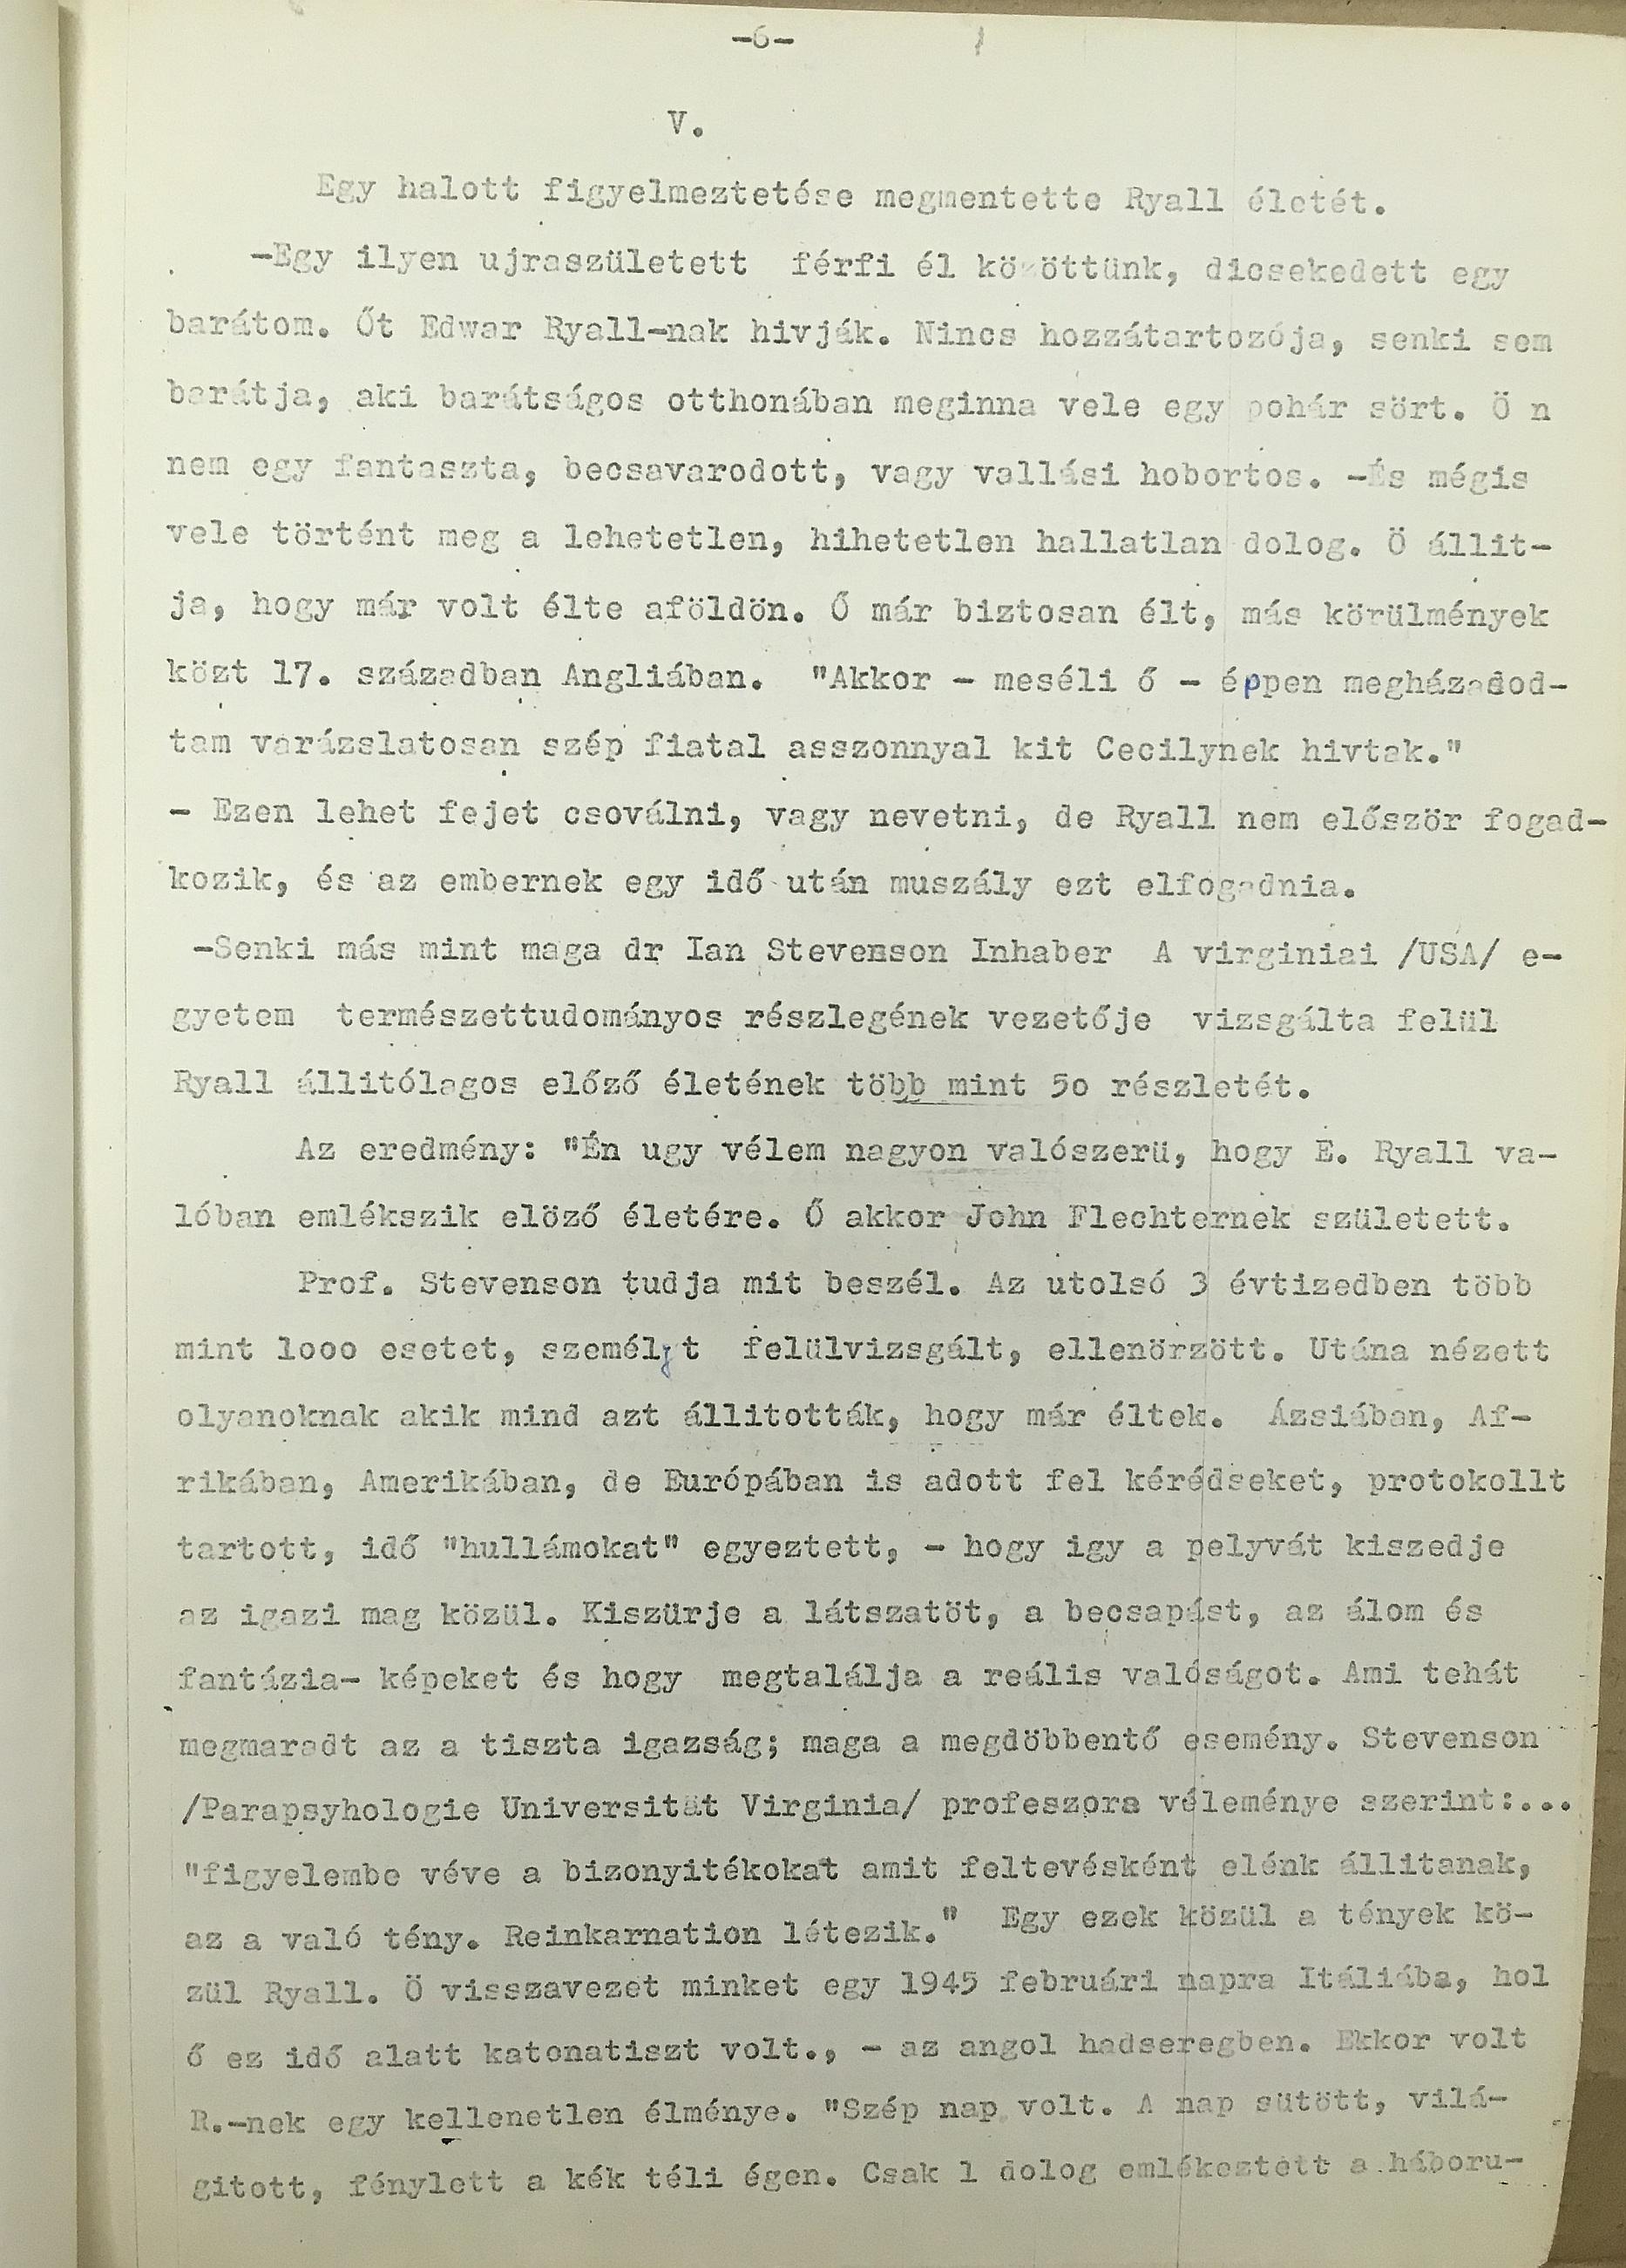 -6-
V.
Egy halott figyelmeztetése megmentette Ryall életét.
-Egy ilyen ujraszületett férfi él közöttünk, dicsekedett egy
barátom. Őt Edwar Ryall-nak hivják. Nincs hozzátartozója, senki sem
barátja, aki barátságos otthonában meginna vele egy pohár sört. Ö n
nem egy fantaszta, becsavarodott, vagy vallási hobortos. -És mégis
vele történt meg a lehetetlen, hihetetlen hallatlan dolog. Ö állit-
ja, hogy már volt élte aföldön. Ő már biztosan élt, más körülmények
közt 17. században Angliában. "Akkor - meséli ő - éppen megházasod-
tam varázslatosan szép fiatal asszonnyal kit Cecilynek hivtak."
- Ezen lehet fejet csoválni, vagy nevetni, de Ryall nem először fogad-
kozik, és az embernek egy idő után muszály ezt elfogadnia.
-Senki más mint maga dr Ian Stevenson Inhaber A virginiai /USA/ e-
gyetem természettudományos részlegének vezetője vizsgálta felül
Ryall állitólagos előző életének több mint 5o részletét.
Az eredmény: "Én ugy vélem nagyon valószerü, hogy E. Ryall va-
lóban emlékszik elöző életére. Ő akkor John Flechternek született.
Prof. Stevenson tudja mit beszél. Az utolsó 3 évtizedben több
mint looo esetet, személyt felülvizsgált, ellenörzött. Utána nézett
olyanoknak akik mind azt állitották, hogy már éltek. Ázsiában, Af-
rikában, Amerikában, de Európában is adott fel kérédseket, protokollt
tartott, idő "hullámokat" egyeztett, - hogy igy a pelyvát kiszedje
az igazi mag közül. Kiszürje a látszatöt, a becsapást, az álom és
fantázia- képeket és hogy megtalálja a reális valóságot. Ami tehát
megmaradt az a tiszta igazság; maga a megdöbbentő esemény. Stevenson
/Parapsyhologie Universität Virginia/ profeszora véleménye szerint:...
"figyelembe véve a bizonyitékokat amit feltevésként elénk állitanak,
az a való tény. Reinkarnation létezik." Egy ezek közül a tények kö-
zül Ryall. Ö visszavezet minket egy 1945 februári napra Itáliába, hol
ő ez idő alatt katonatiszt volt., - az angol hadseregben. Ekkor volt
R.-nek egy kellenetlen élménye. "Szép nap volt. A nap sütött, vilá-
gitott, fénylett a kék téli égen. Csak l dolog emlékeztett a háboru-